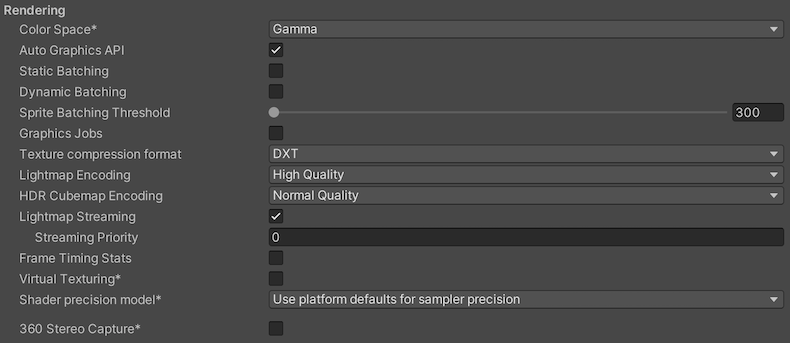 Rendering
Color Space* Gamma
Auto Graphics API
Static Batching
Dynamic Batching
Sprite Batching Threshold 300
Graphics Jobs
Texture compression format DXT
Lightmap Encoding High Quality
HDR Cubemap Encoding Normal Quality
Lightmap Streaming
Streaming Priority 0
Frame Timing Stats
Virtual Texturing*
Shader precision model* Use platform defaults for sampler precision
360 Stereo Capture*